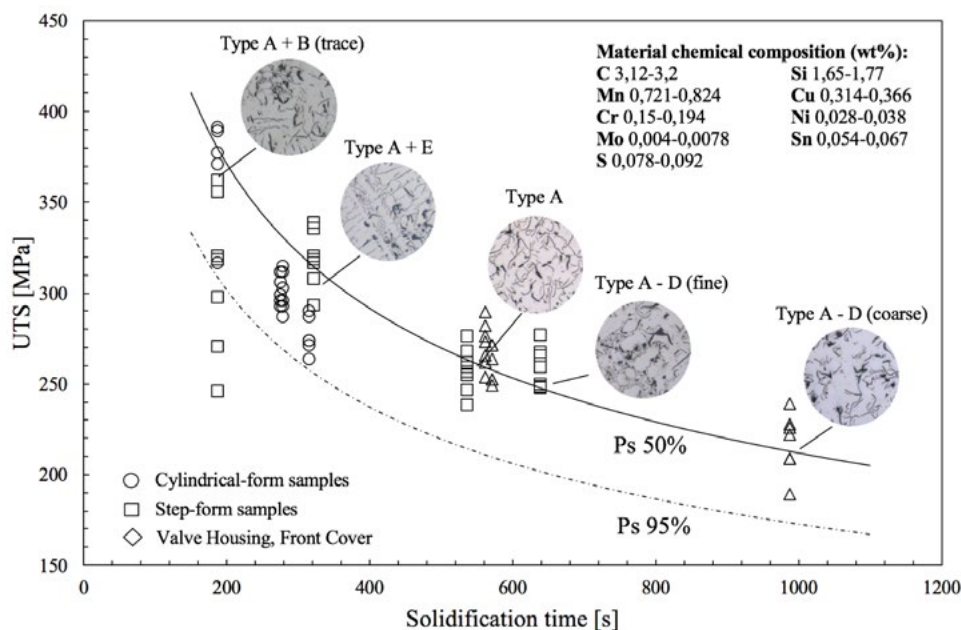 Type A + B (trace)
Type A + E
Type A
Type A - D (fine)
Type A - D (coarse)
Material chemical composition (wt%):
C 3,12-3,2 Si 1,65-1,77
Mn 0,721-0,824 Cu 0,314-0,366
Cr 0,15-0,194 Ni 0,028-0,038
Mo 0,004-0,0078 Sn 0,054-0,067
S 0,078-0,092
UTS [MPa]
450
400
350
300
250
200
150
Ps 50%
Ps 95%
Cylindrical-form samples
Step-form samples
Valve Housing, Front Cover
0 200 400 600 800 1000 1200
Solidification time [s]